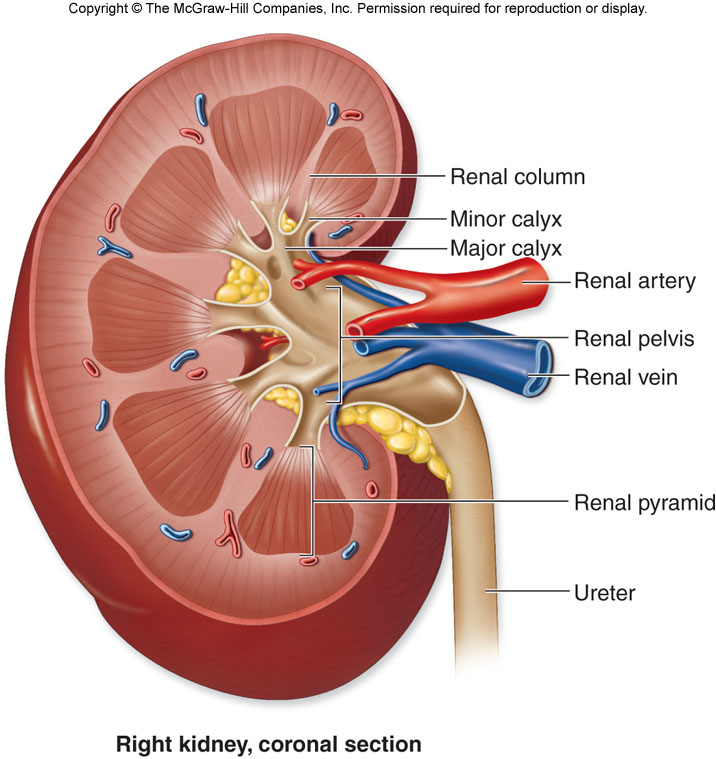 Copyright © The McGraw-Hill Companies, Inc. Permission required for reproduction or display.
Renal column
Minor calyx
Major calyx
Renal artery
Renal pelvis
Renal vein
Renal pyramid
Ureter
Right kidney, coronal section